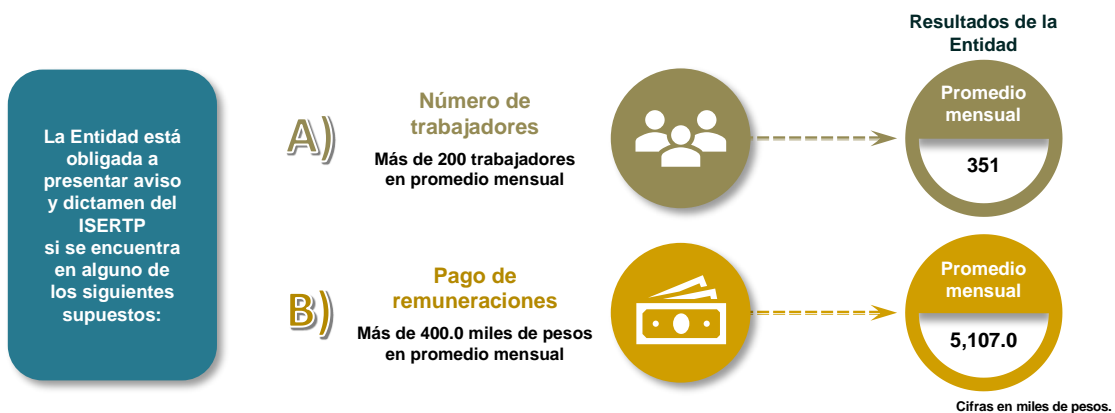 Resultados de la
Entidad
La Entidad está
obligada a
presentar aviso
y dictamen del
ISERTP
si se encuentra
en alguno de
los siguientes
supuestos:
A)
Número de
trabajadores
Más de 200 trabajadores
en promedio mensual
Promedio
mensual
351
B)
Pago de
remuneraciones
Más de 400.0 miles de pesos
en promedio mensual
Promedio
mensual
5,107.0
Cifras en miles de pesos.